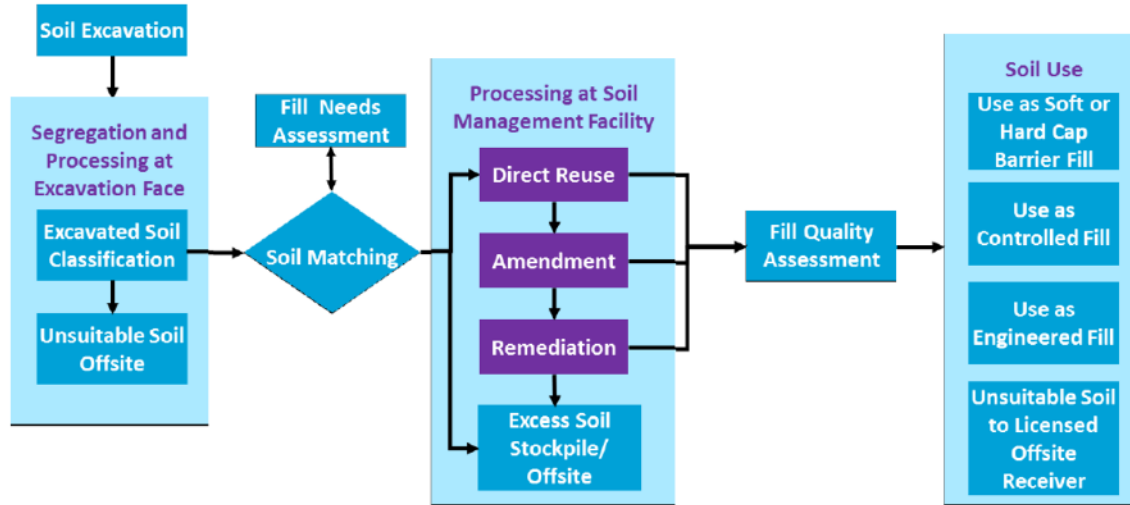 Soil Excavation
Segregation and
Processing at
Excavation Face
Excavated Soil
Classification
Unsuitable Soil
Offsite
Fill Needs
Assessment
Soil Matching
Processing at Soil
Management Facility
Direct Reuse
Amendment
Remediation
Excess Soil
Stockpile/
Offsite
Fill Quality
Assessment
Soil Use
Use as Soft or
Hard Cap
Barrier Fill
Use as
Controlled Fill
Use as
Engineered Fill
Unsuitable Soil
to Licensed
Offsite
Receiver